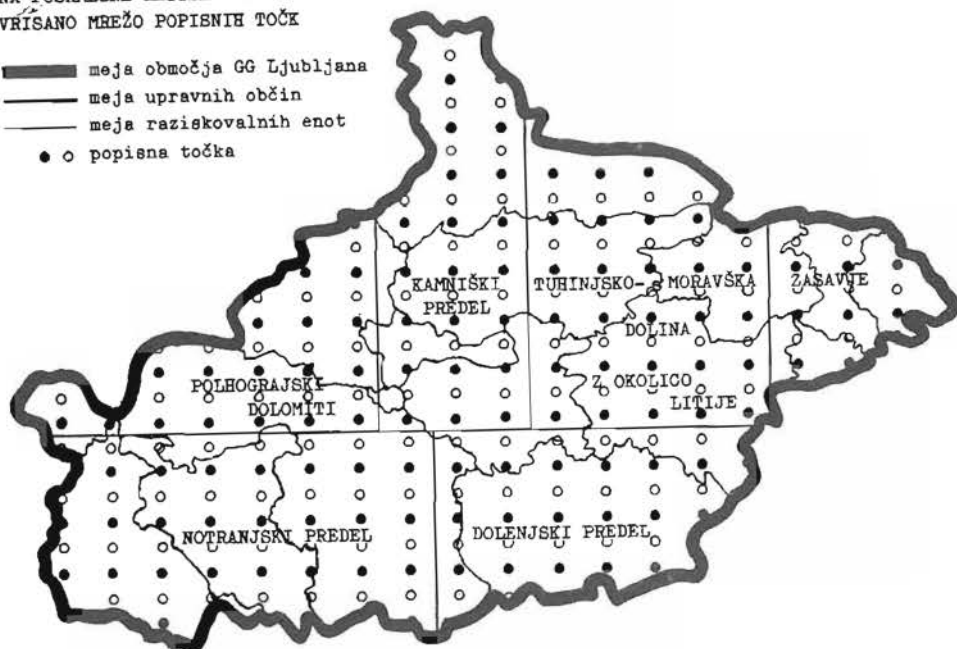 VRISANO MREŽO POPISNIH TOČK
meja območja GG Ljubljana
meja upravnih občin
meja raziskovalnih enot
popisna točka
KAMNIŠKI
PREDEL
TUHINJSKO-
MORAVŠKA
DOLINA
Z OKOLICO
LITIJE
ZASAVJE
POLHOGRAJSKI
DOLOMITI
NOTRANJSKI PREDEL
DOLENJSKI PREDEL